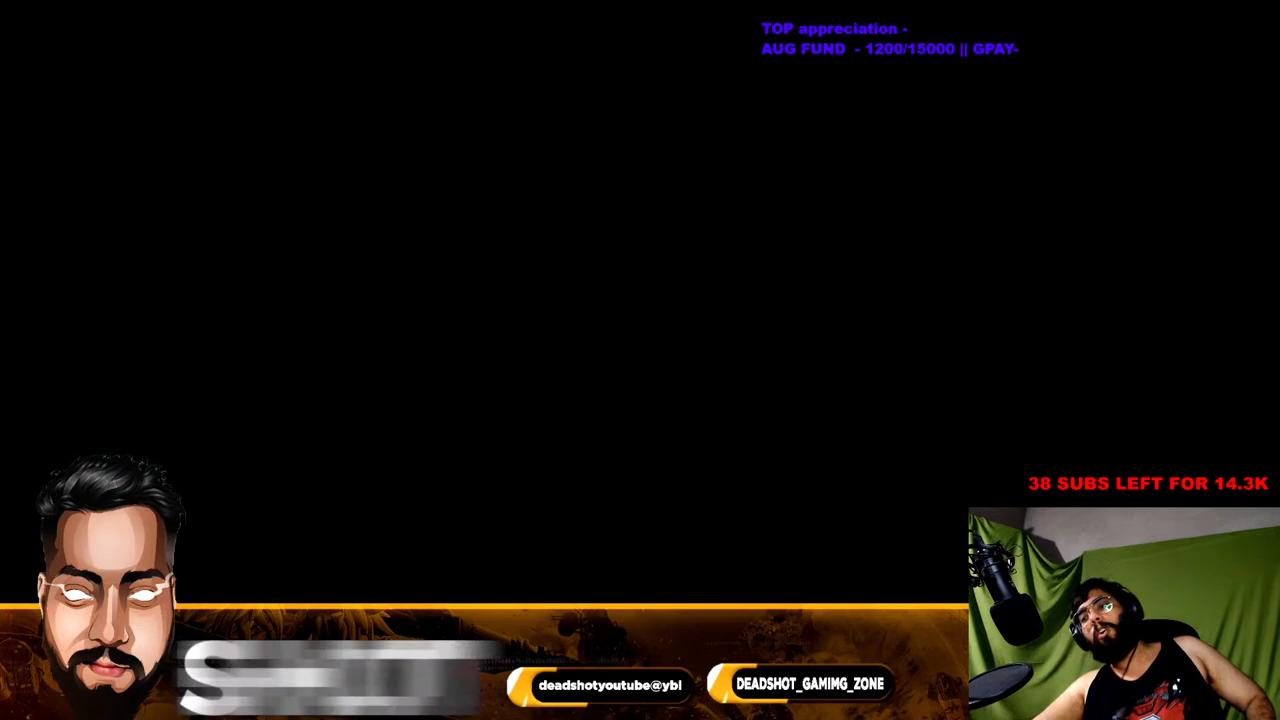 TOP appreciation -
AUG FUND - 1200/15000 || GPAY-
38 SUBS LEFT FOR 14.3K
deadshotyoutube@ybl
DEADSHOT_GAMIMG_ZONE